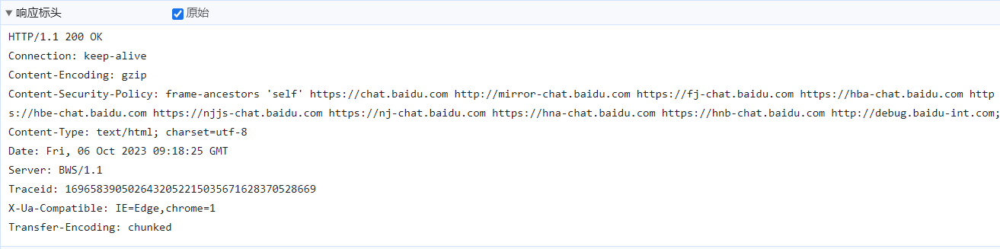 ▼响应标头 原始
HTTP/1.1 200 OK
Connection: keep-alive
Content-Encoding: gzip
Content-Security-Policy: frame-ancestors 'self' https://chat.baidu.com http://mirror-chat.baidu.com https://fj-chat.baidu.com https://hba-chat.baidu.com http
s://hbe-chat.baidu.com https://njjs-chat.baidu.com https://nj-chat.baidu.com https://hna-chat.baidu.com https://hnb-chat.baidu.com http://debug.baidu-int.com;
Content-Type: text/html; charset=utf-8
Date: Fri, 06 Oct 2023 09:18:25 GMT
Server: BWS/1.1
Traceid: 1696583905026432052215035671628370528669
X-Ua-Compatible: IE=Edge,chrome=1
Transfer-Encoding: chunked